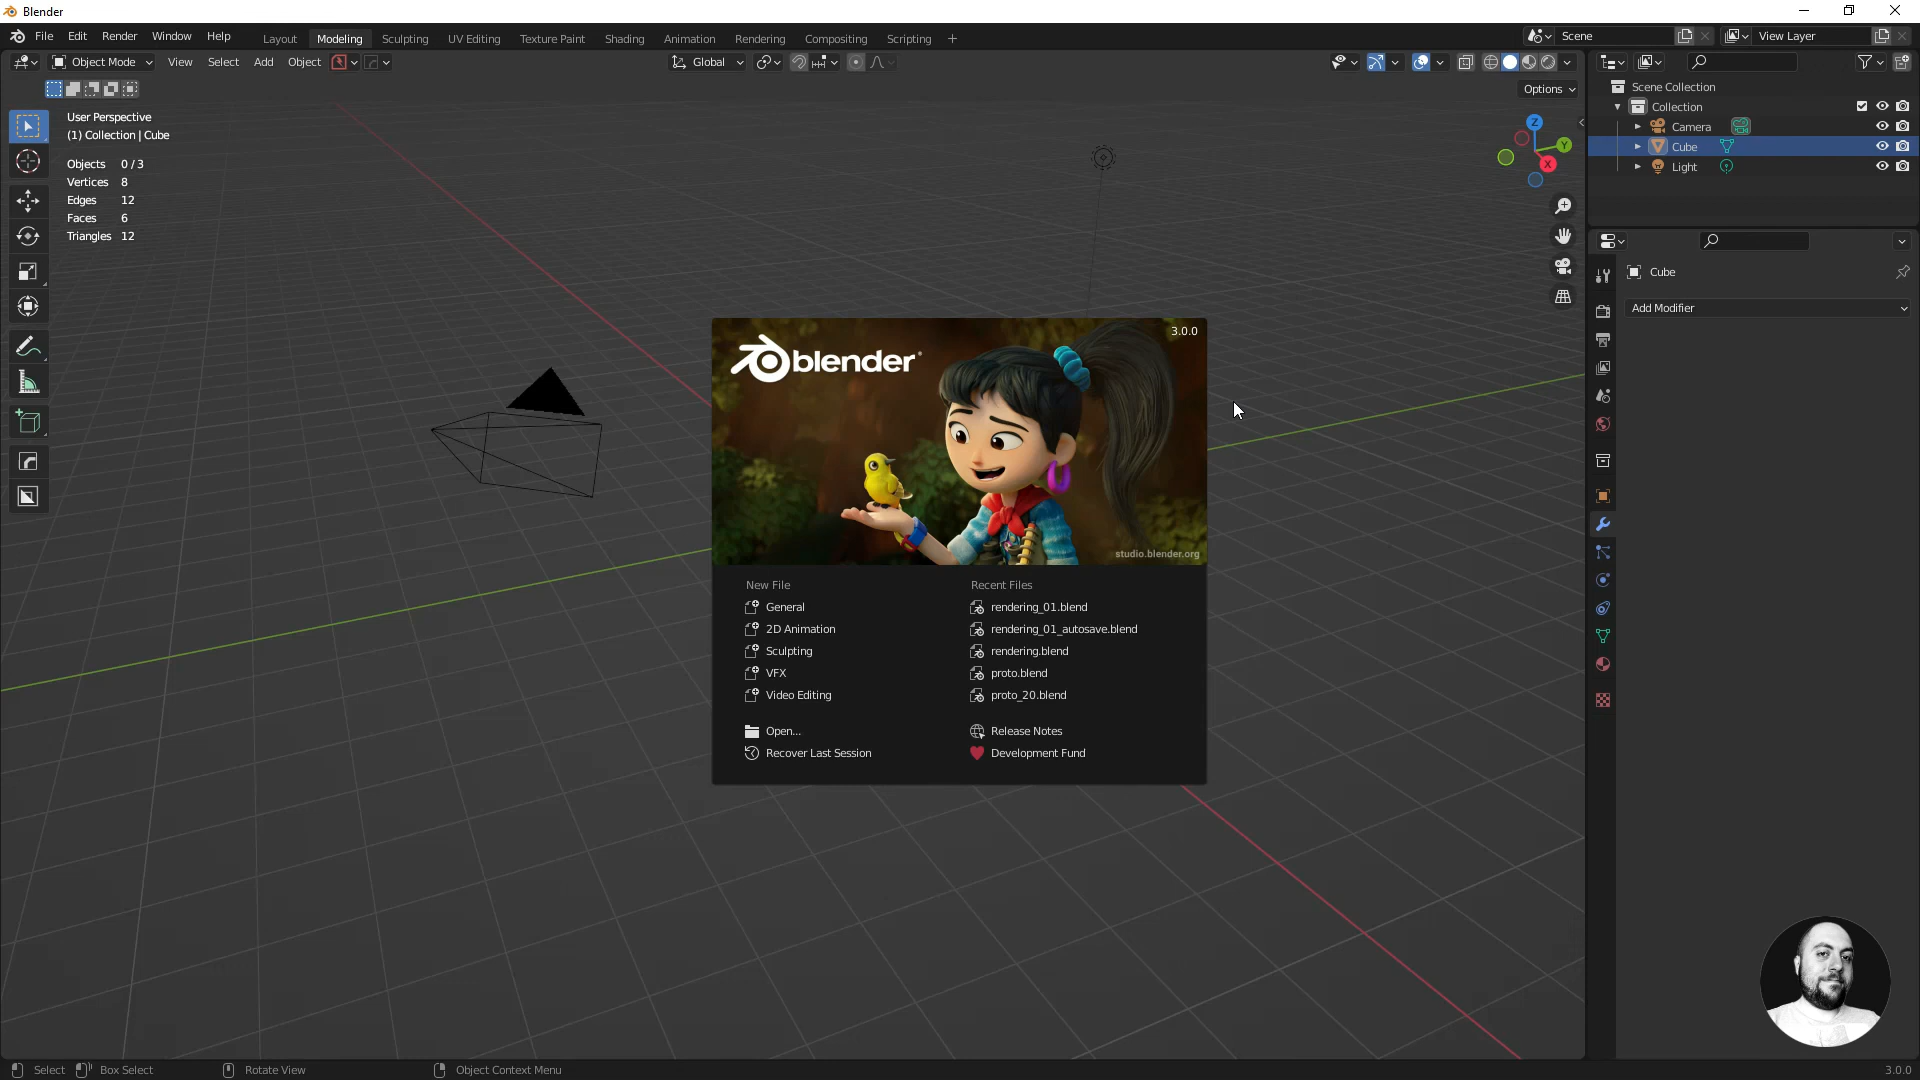 Blender
File Edit Render Window Help Layout Modeling Sculpting UV Editing Texture Paint Shading Animation Rendering Compositing Scripting + Scene View Layer
Object Mode View Select Add Object Global
Options
User Perspective
(1) Collection | Cube
Objects 0 / 3
Vertices 8
Edges 12
Faces 6
Triangles 12
Z
Y
X
Scene Collection
Collection
Camera
Cube
Light
Cube
Add Modifier
3.0.0
blender
studio.blender.org
New File
General
2D Animation
Sculpting
VFX
Video Editing
Open...
Recover Last Session
Recent Files
rendering_01.blend
rendering_01_autosave.blend
rendering.blend
proto.blend
proto_20.blend
Release Notes
Development Fund
Select Box Select Rotate View Object Context Menu 3.0.0